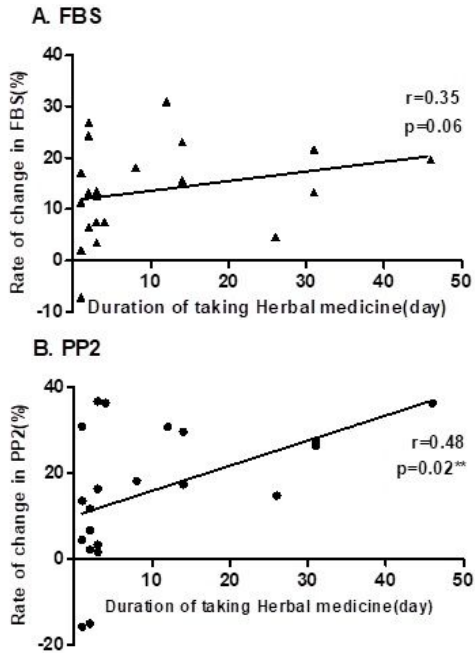 A. FBS
Rate of change in FBS(%)
40
30
20
10
0
-10
r=0.35
p=0.06
10
20
30
40
50
Duration of taking Herbal medicine(day)
B. PP2
Rate of change in PP2(%)
40
20
0
-20
r=0.48
p=0.02**
10
20
30
40
50
Duration of taking Herbal medicine(day)